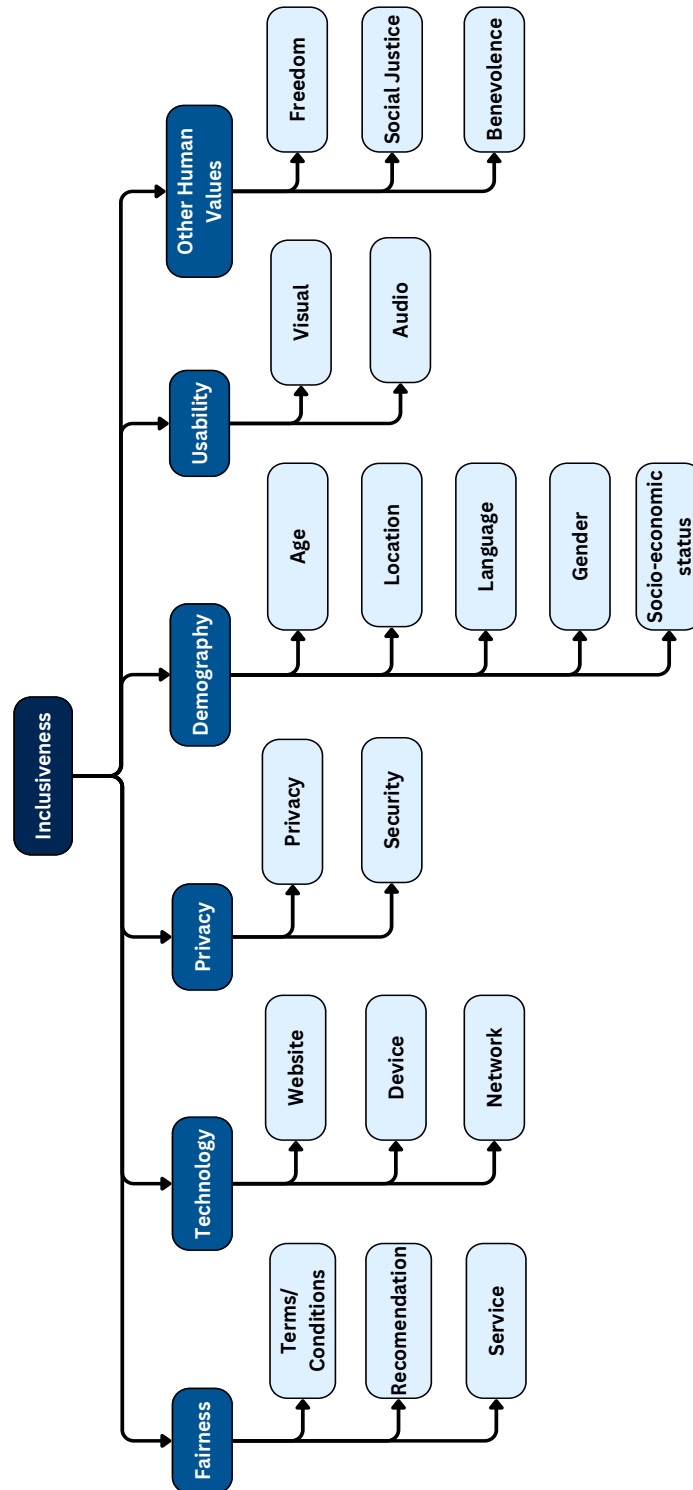 Inclusiveness
Fairness
Terms/
Conditions
Recomendation
Service
Technology
Website
Device
Network
Privacy
Privacy
Security
Demography
Age
Location
Language
Gender
Socio-economic
status
Usability
Visual
Audio
Other Human
Values
Freedom
Social Justice
Benevolence